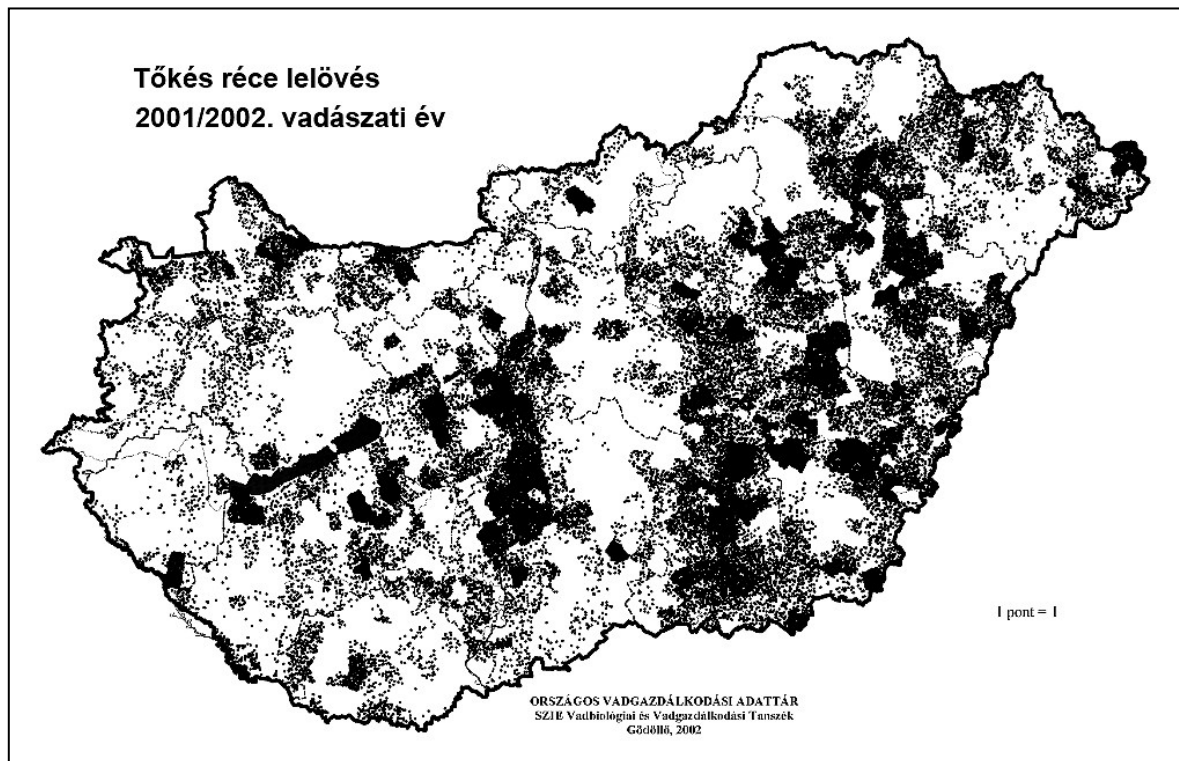 Tőkés réce lelövés
2001/2002. vadászati év
1 pont = 1
ORSZÁGOS VADGAZDÁLKODÁSI ADATTÁR
SZIE Vadbiológiai és Vadgazdálkodási Tanszék
Gödöllő, 2002